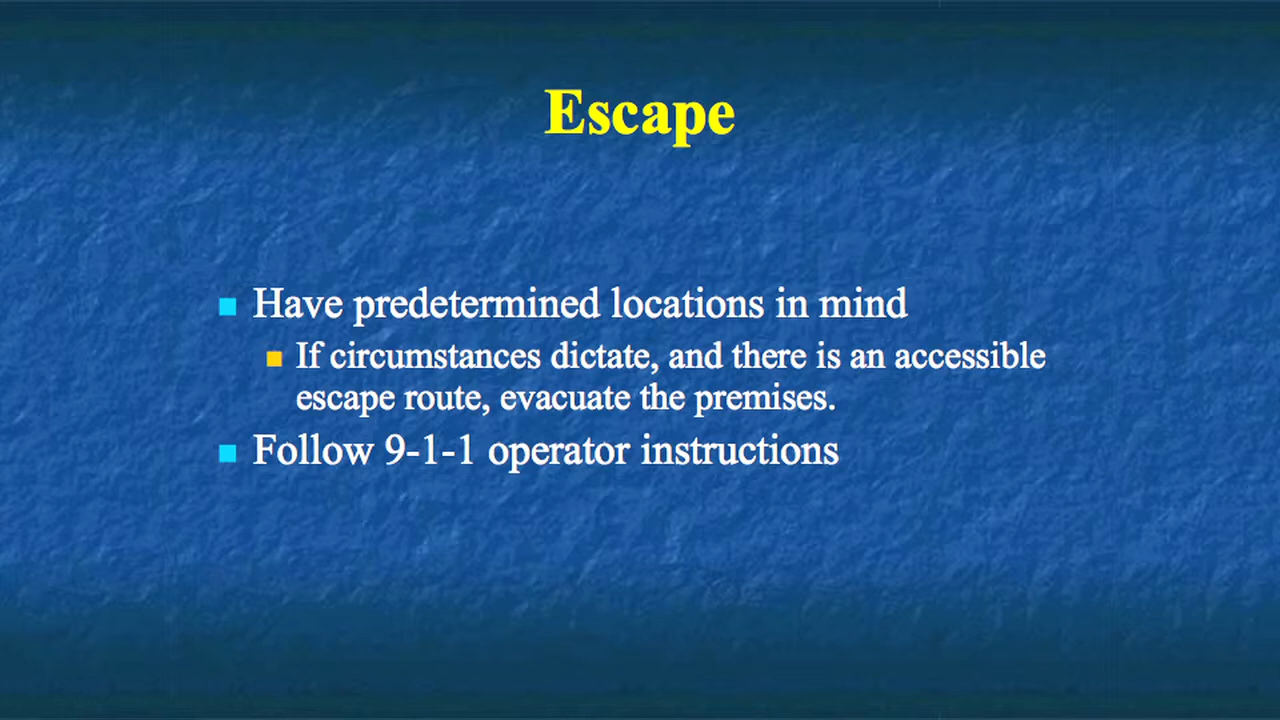 Escape
Have predetermined locations in mind
If circumstances dictate, and there is an accessible
escape route, evacuate the premises.
Follow 9-1-1 operator instructions